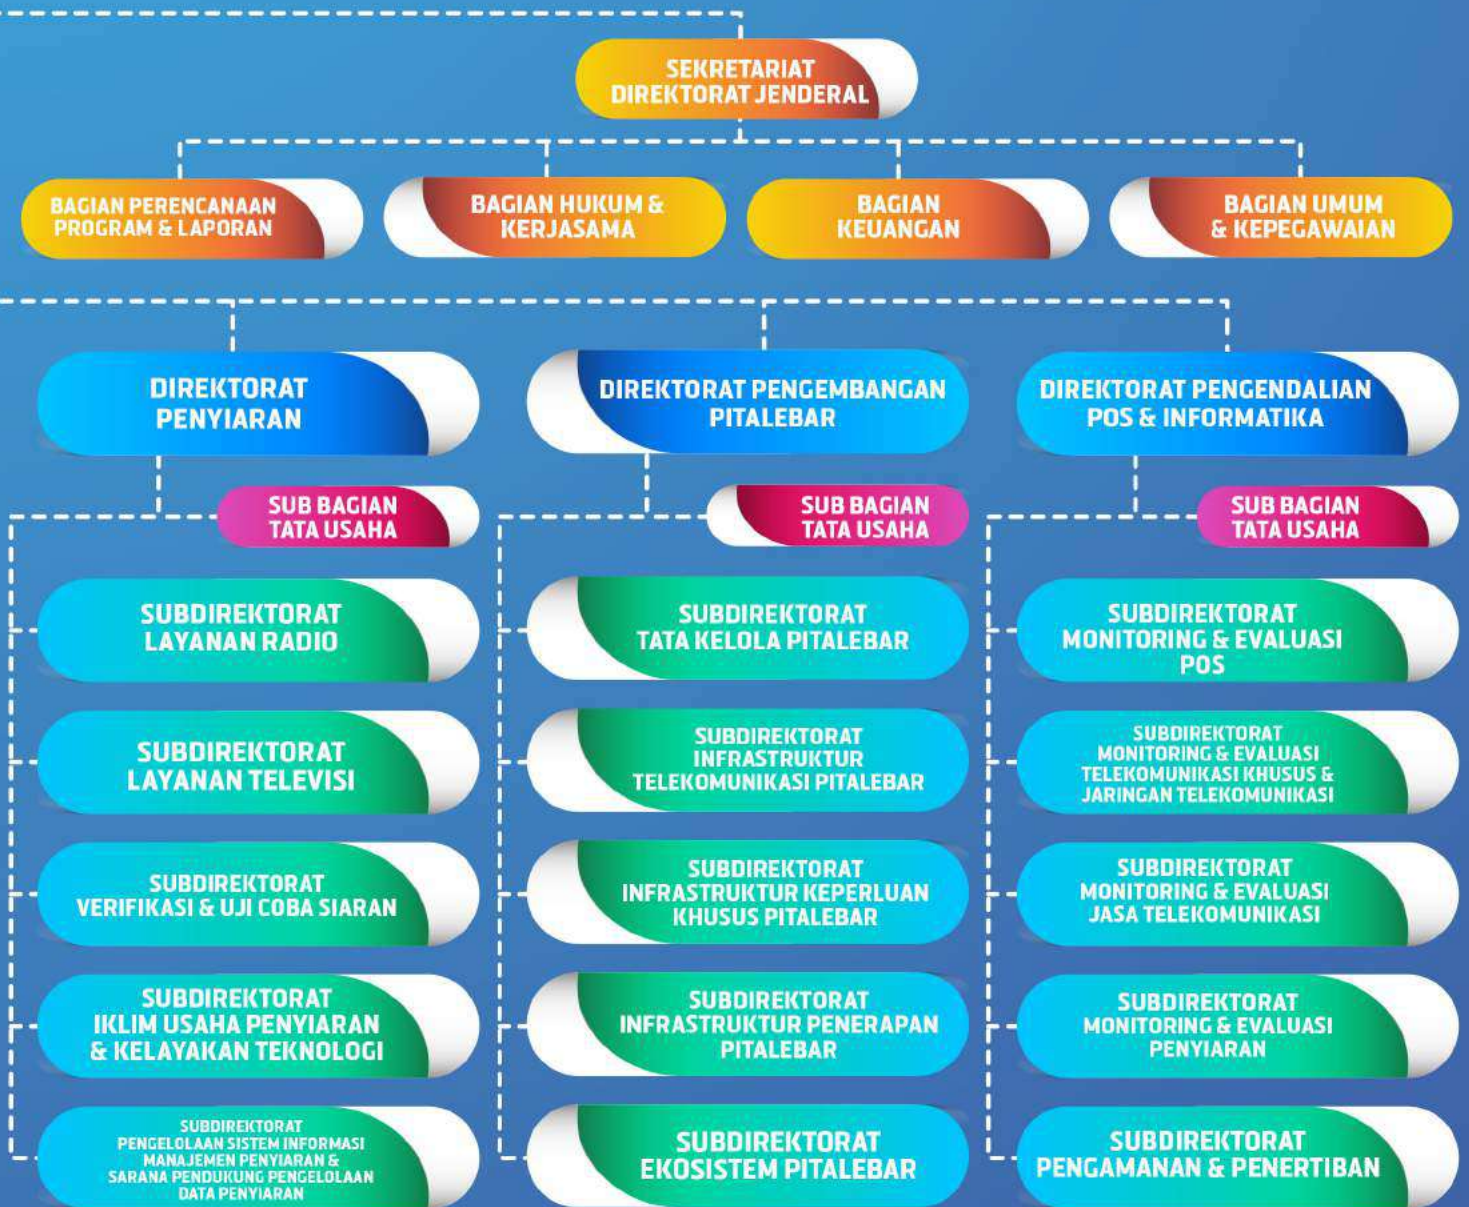 SEKRETARIAT
DIREKTORAT JENDERAL
BAGIAN PERENCANAAN
PROGRAM & LAPORAN
BAGIAN HUKUM &
KERJASAMA
BAGIAN
KEUANGAN
BAGIAN UMUM
& KEPEGAWAIAN
DIREKTORAT
PENYIARAN
SUB BAGIAN
TATA USAHA
SUBDIREKTORAT
LAYANAN RADIO
SUBDIREKTORAT
LAYANAN TELEVISI
SUBDIREKTORAT
VERIFIKASI & UJI COBA SIARAN
SUBDIREKTORAT
IKLIM USAHA PENYIARAN
& KELAYAKAN TEKNOLOGI
SUBDIREKTORAT
PENGELOLAAN SISTEM INFORMASI
MANAJEMEN PENYIARAN &
SARANA PENDUKUNG PENGELOLAAN
DATA PENYIARAN
DIREKTORAT PENGEMBANGAN
PITALEBAR
SUB BAGIAN
TATA USAHA
SUBDIREKTORAT
TATA KELOLA PITALEBAR
SUBDIREKTORAT
INFRASTRUKTUR
TELEKOMUNIKASI PITALEBAR
SUBDIREKTORAT
INFRASTRUKTUR KEPERLUAN
KHUSUS PITALEBAR
SUBDIREKTORAT
INFRASTRUKTUR PENERAPAN
PITALEBAR
SUBDIREKTORAT
EKOSISTEM PITALEBAR
DIREKTORAT PENGENDALIAN
POS & INFORMATIKA
SUB BAGIAN
TATA USAHA
SUBDIREKTORAT
MONITORING & EVALUASI
POS
SUBDIREKTORAT
MONITORING & EVALUASI
TELEKOMUNIKASI KHUSUS &
JARINGAN TELEKOMUNIKASI
SUBDIREKTORAT
MONITORING & EVALUASI
JASA TELEKOMUNIKASI
SUBDIREKTORAT
MONITORING & EVALUASI
PENYIARAN
SUBDIREKTORAT
PENGAMANAN & PENERTIBAN